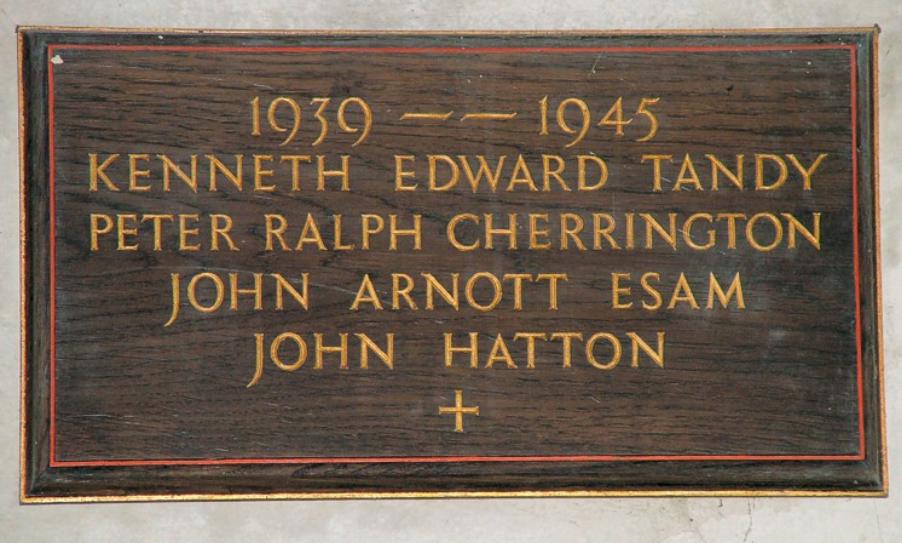 1939 — — 1945
KENNETH EDWARD TANDY
PETER RALPH CHERRINGTON
JOHN ARNOTT ESAM
JOHN HATTON